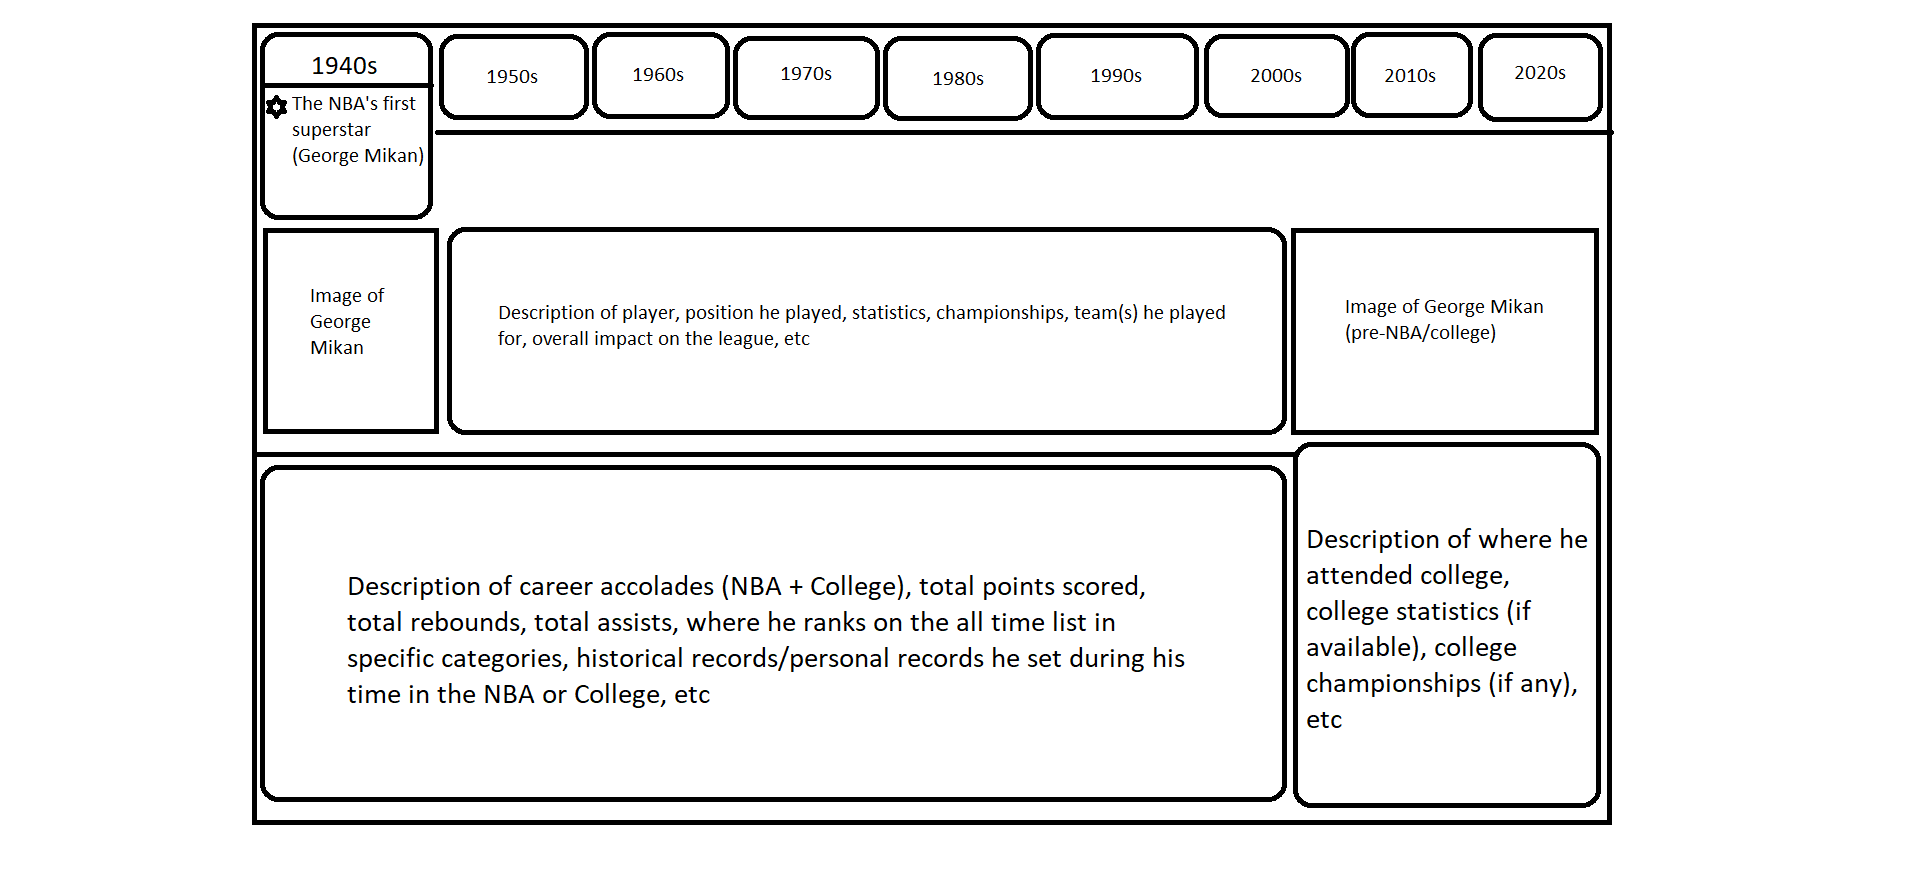 1940s
1950s
1960s
1970s
1980s
1990s
2000s
2010s
2020s
The NBA's first
superstar
(George Mikan)
Image of
George
Mikan
Description of player, position he played, statistics, championships, team(s) he played
for, overall impact on the league, etc
Image of George Mikan
(pre-NBA/college)
Description of career accolades (NBA + College), total points scored,
total rebounds, total assists, where he ranks on the all time list in
specific categories, historical records/personal records he set during his
time in the NBA or College, etc
Description of where he
attended college,
college statistics (if
available), college
championships (if any),
etc